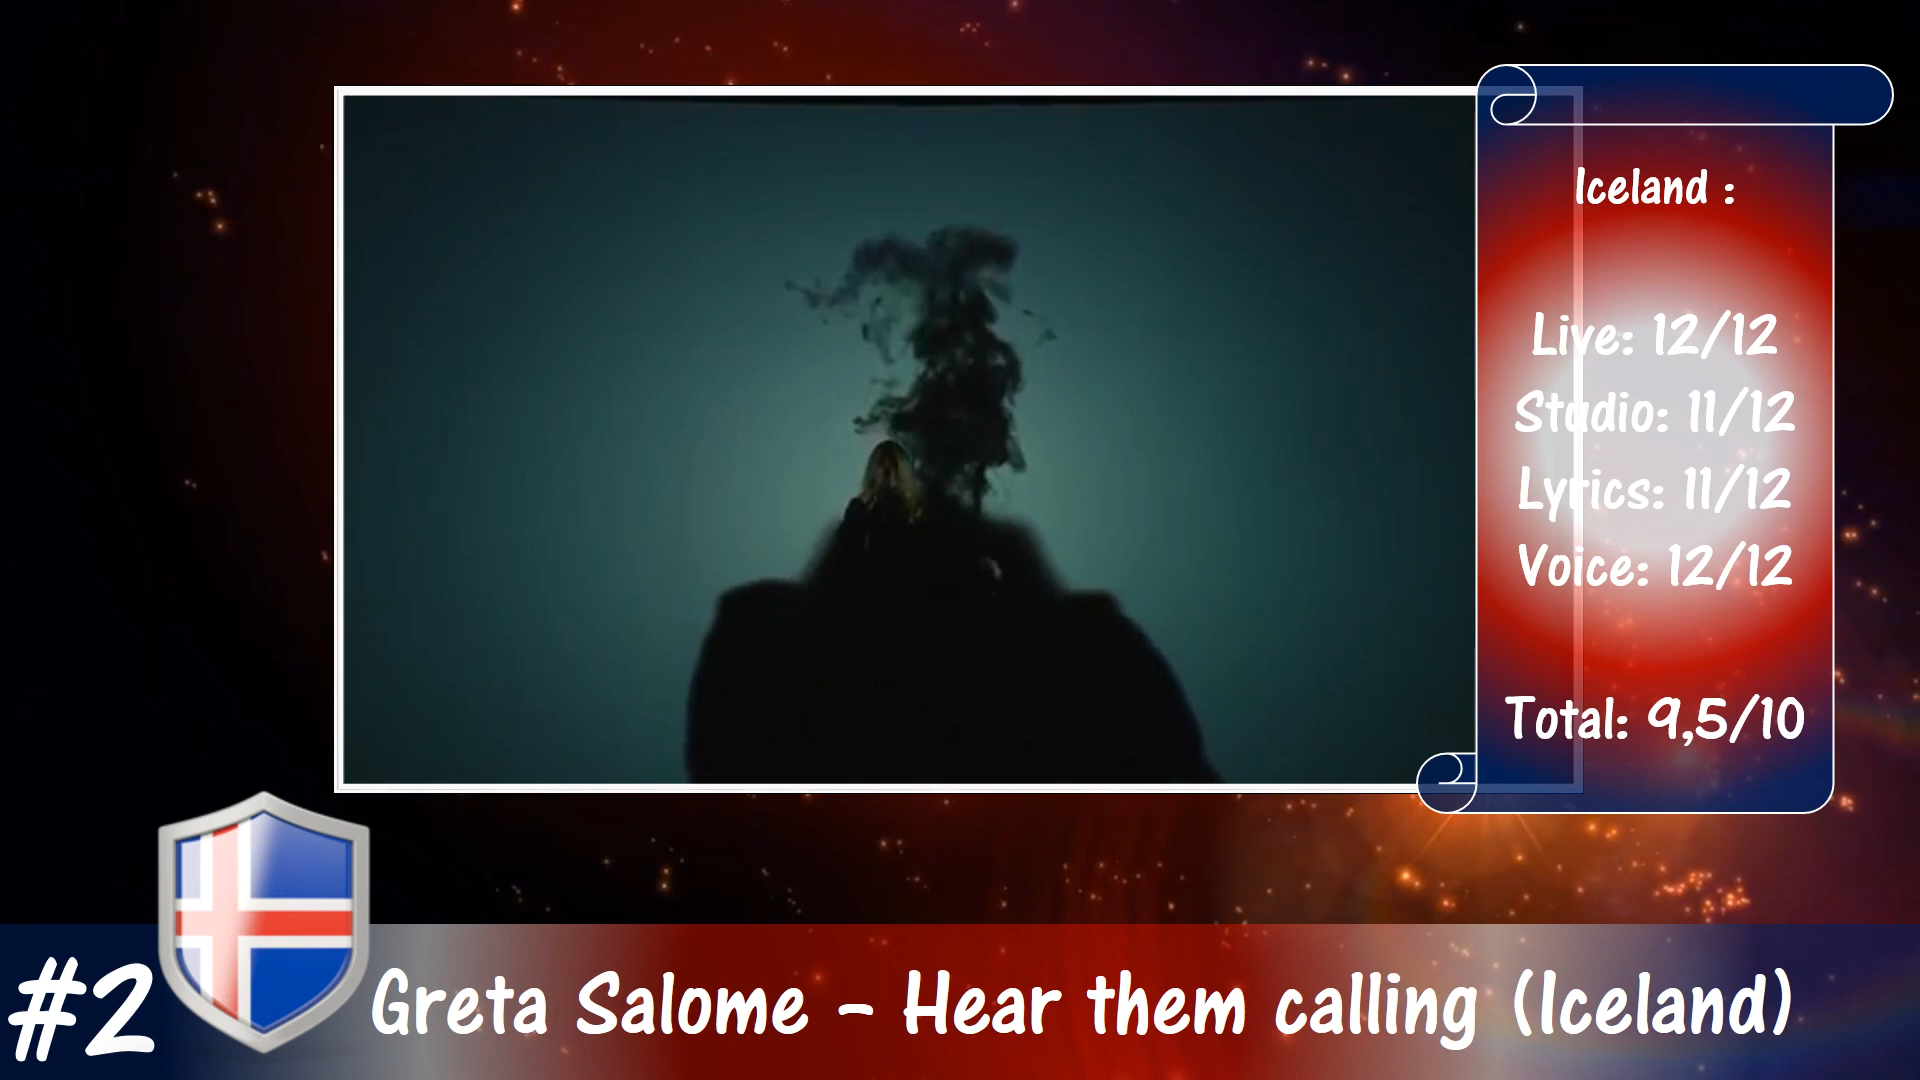 Iceland :
Live: 12/12
Studio: 11/12
Lyrics: 11/12
Voice: 12/12
Total: 9,5/10
#2
Greta Salome - Hear them calling (Iceland)